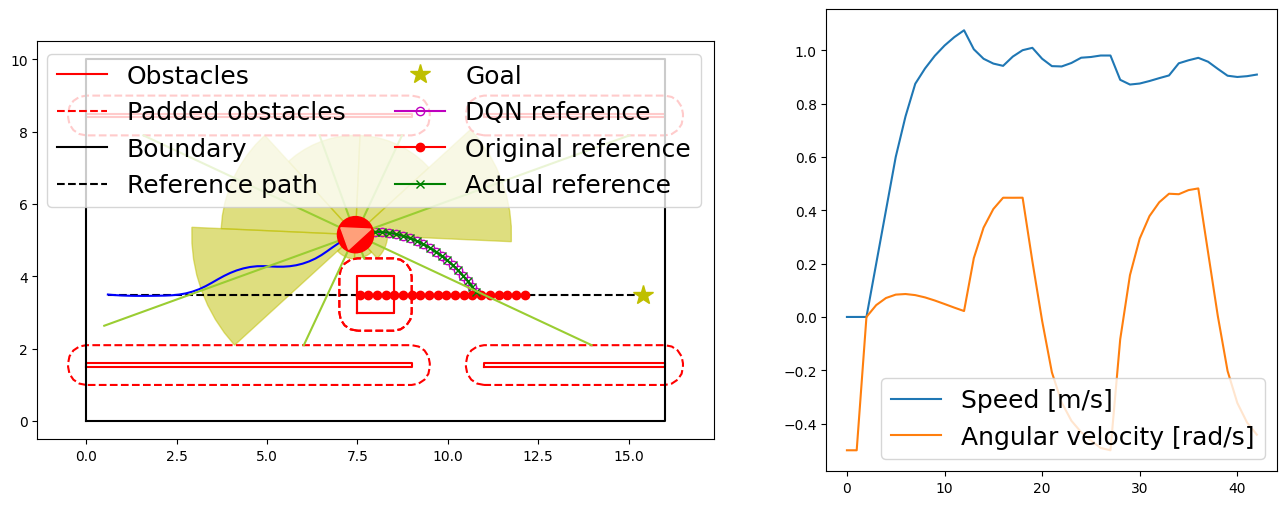 Obstacles
Padded obstacles
Boundary
Reference path
Goal
DQN reference
Original reference
Actual reference
10
8
6
4
2
0
0.0 2.5 5.0 7.5 10.0 12.5 15.0
1.0
0.8
0.6
0.4
0.2
0.0
−0.2
−0.4
Speed [m/s]
Angular velocity [rad/s]
0 10 20 30 40